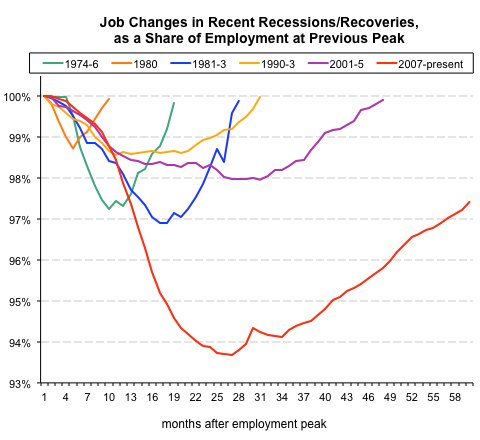 Job Changes in Recent Recessions/Recoveries,
as a Share of Employment at Previous Peak
1974-6 1980 1981-3 1990-3 2001-5 2007-present
100%
99%
98%
97%
96%
95%
94%
93%
1 4 7 10 13 16 19 22 25 28 31 34 37 40 43 46 49 52 55 58
months after employment peak